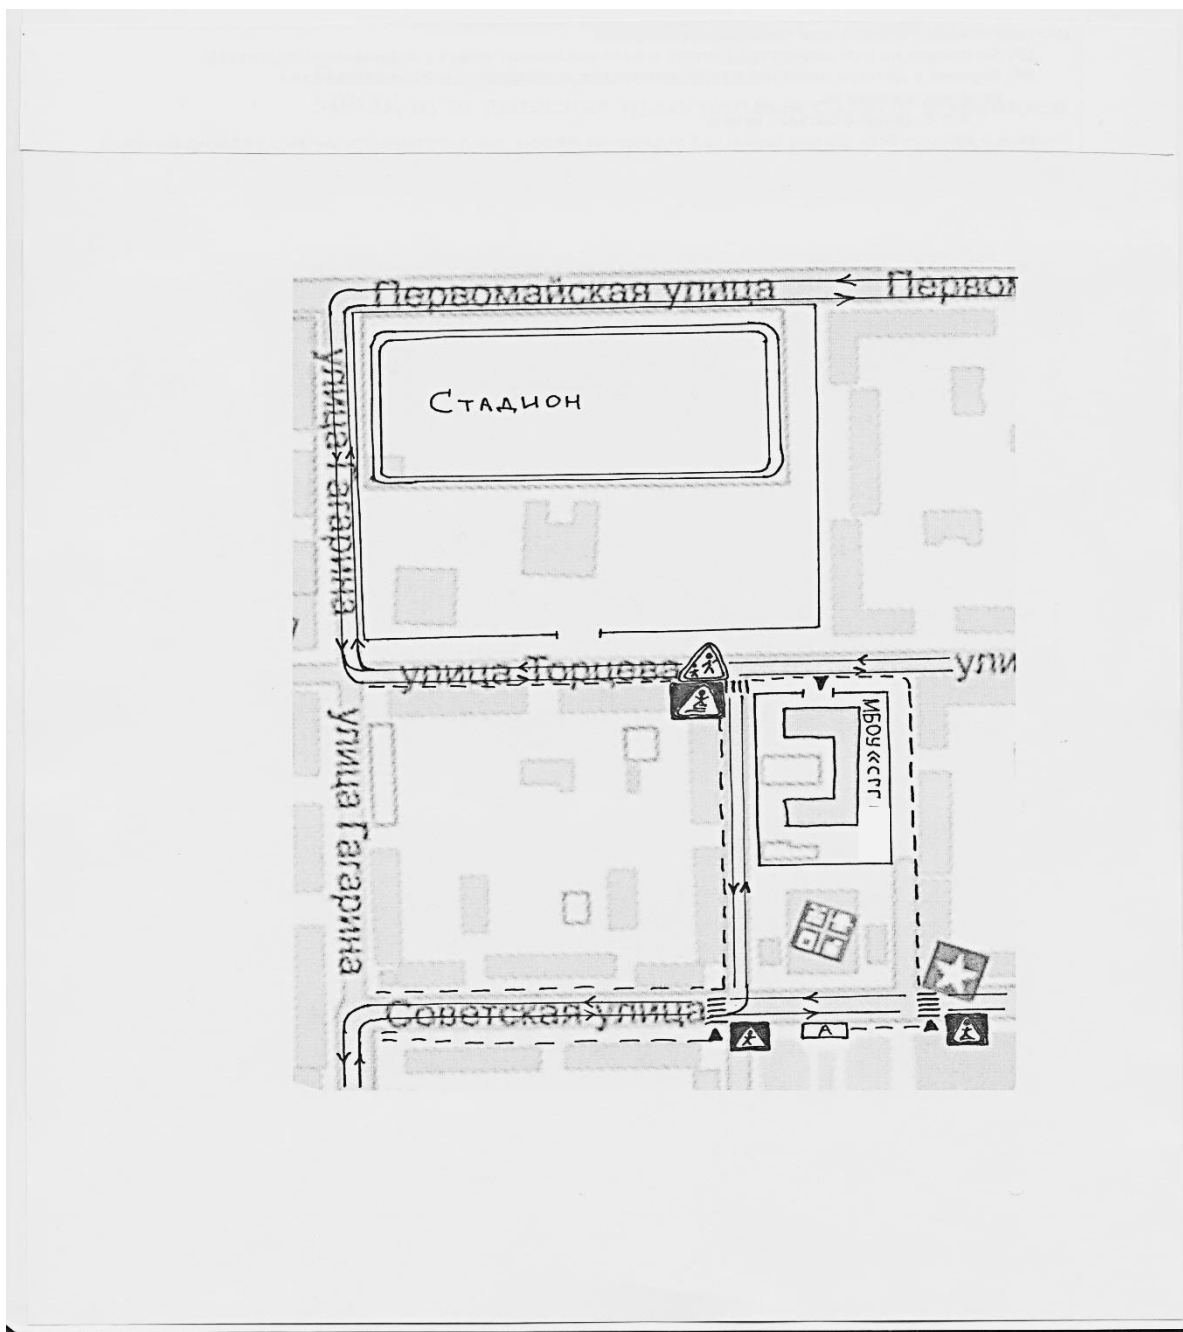 Первомайская улица
Первом
улица Гагарина
Стадион
улица Торцева
ули
МБОУ «СГГ
улица Гагарина
Советская улица
А